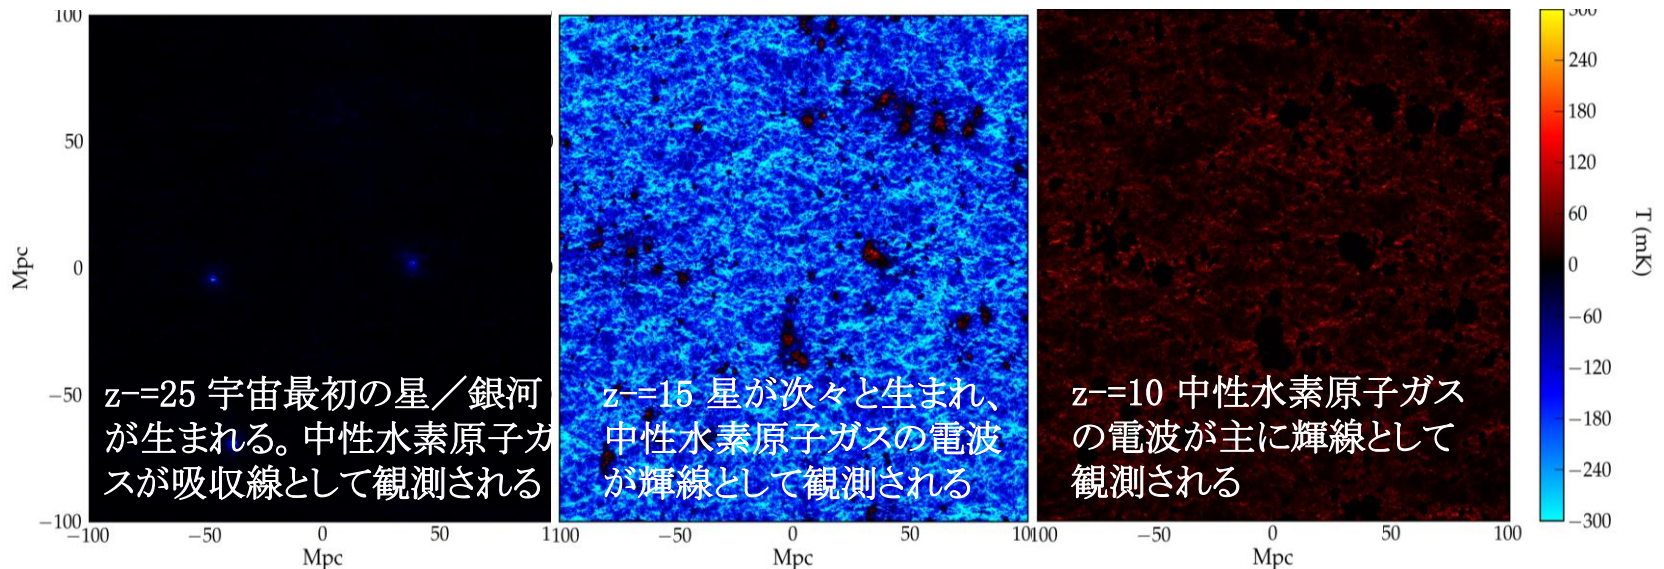 100
50
0
−50
−100
Mpc
−100
−50
0
50
100
Mpc
−50
0
50
100
Mpc
100
−50
0
50
100
Mpc
z-=25 宇宙最初の星／銀河
が生まれる。中性水素原子ガ
スが吸収線として観測される
z-=15 星が次々と生まれ、
中性水素原子ガスの電波
が輝線として観測される
z-=10 中性水素原子ガス
の電波が主に輝線として
観測される
300
240
180
120
60
0
−60
−120
−180
−240
−300
T (mK)